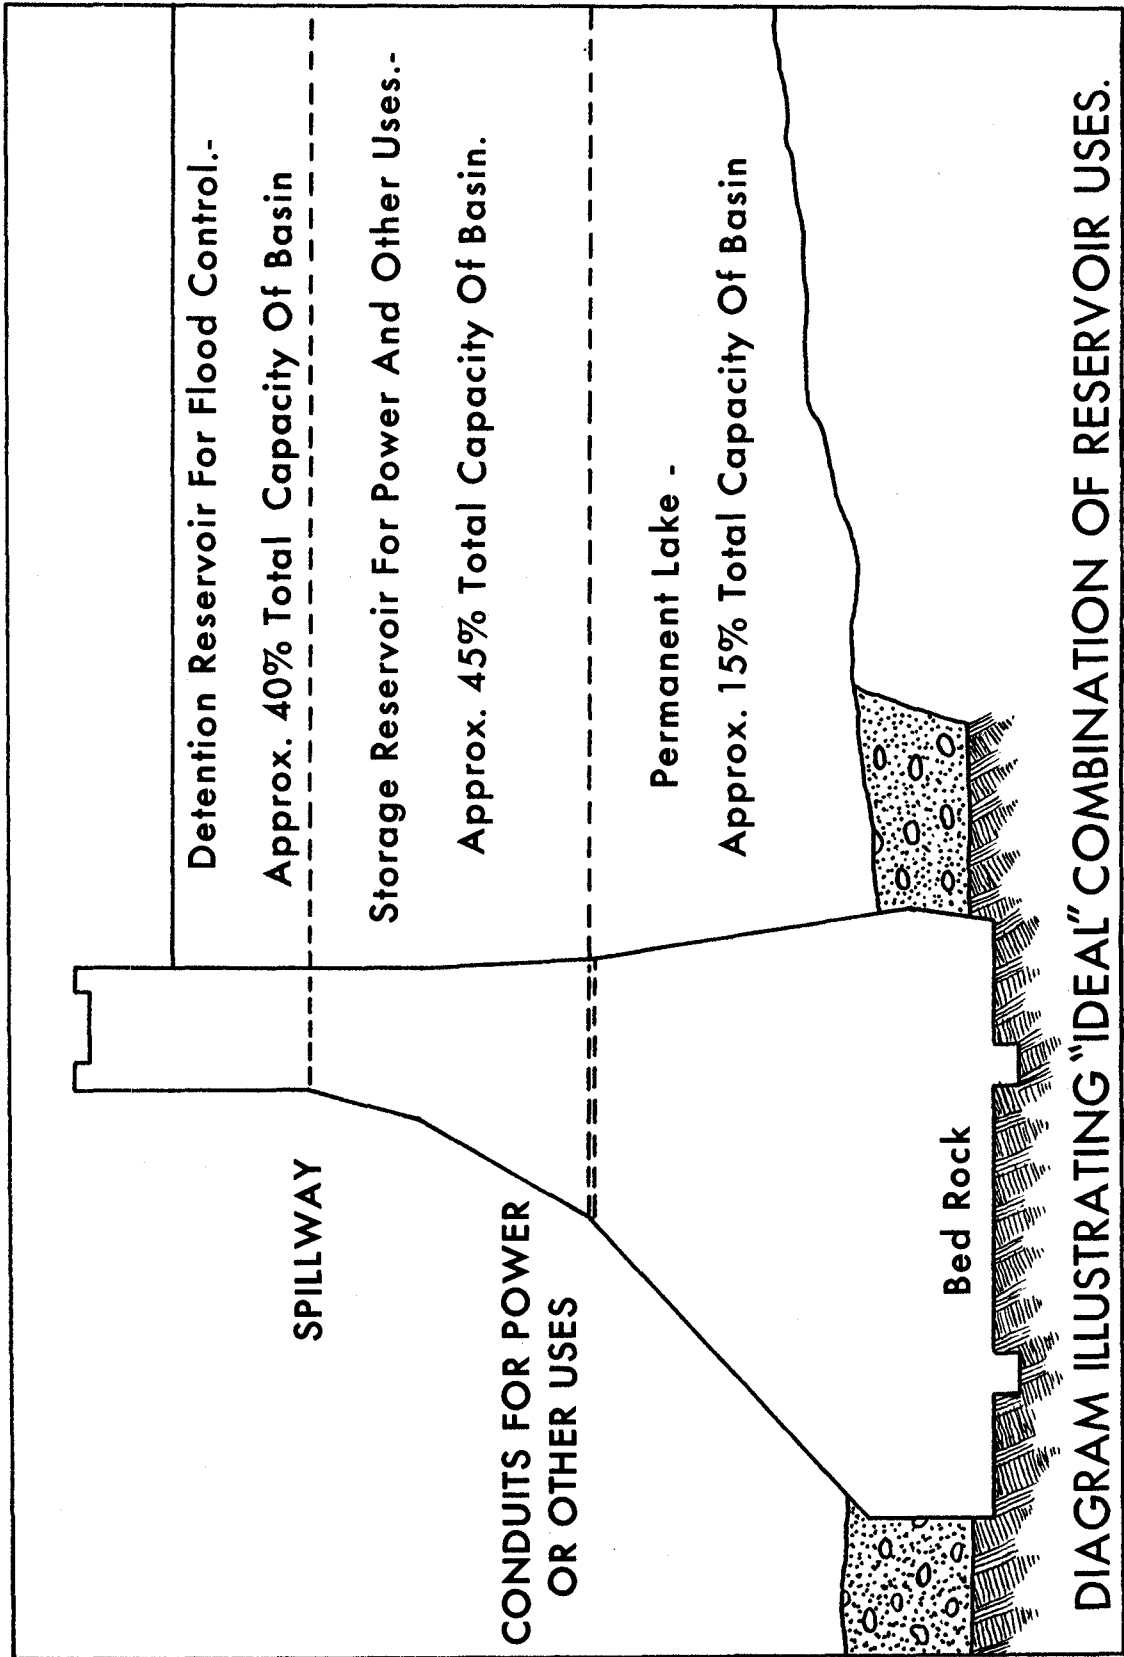 Detention Reservoir For Flood Control.-
Approx. 40% Total Capacity Of Basin
SPILLWAY
Storage Reservoir For Power And Other Uses.-
Approx. 45% Total Capacity Of Basin.
CONDUITS FOR POWER
OR OTHER USES
Permanent Lake -
Approx. 15% Total Capacity Of Basin
Bed Rock
DIAGRAM ILLUSTRATING "IDEAL" COMBINATION OF RESERVOIR USES.